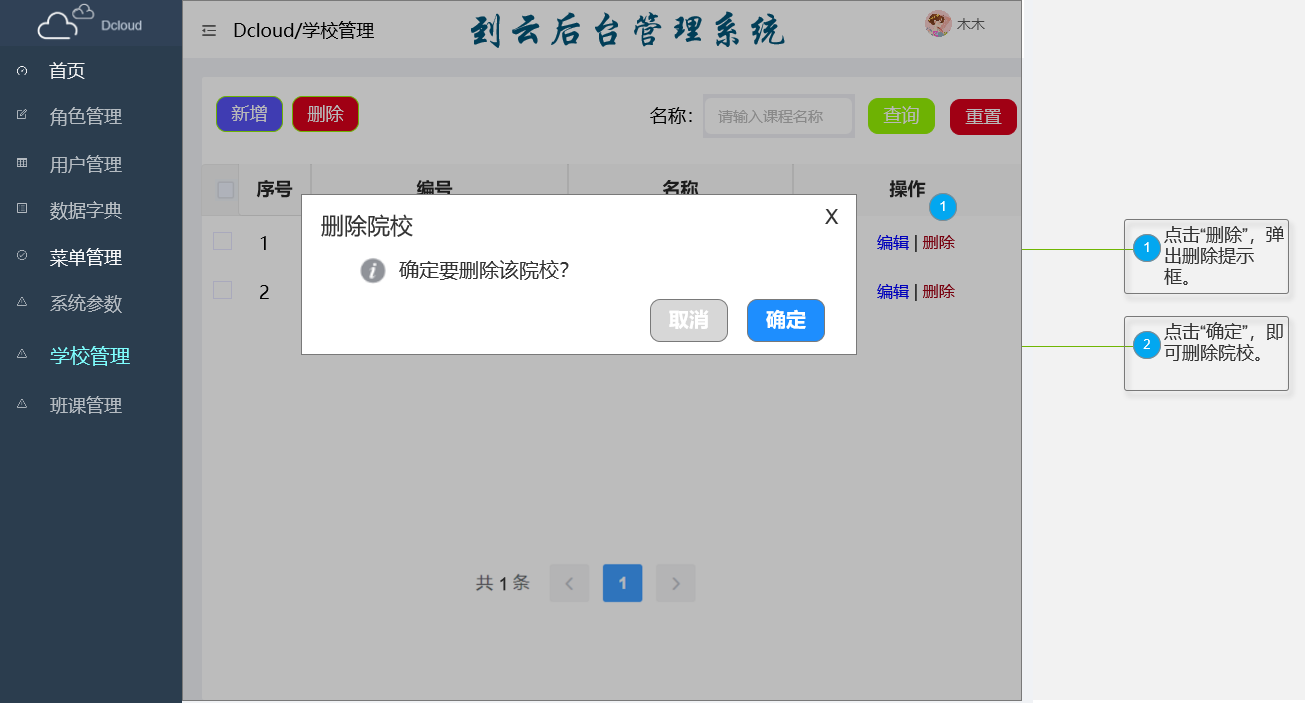 Dcloud
首页
角色管理
用户管理
数据字典
菜单管理
系统参数
学校管理
班课管理
Dcloud/学校管理
到云后台管理系统
木木
新增 删除 名称： 请输入课程名称 查询 重置
序号 编号 名称 操作
1
1 编辑 | 删除
2 编辑 | 删除
删除院校 X
i 确定要删除该院校？
取消 确定
共 1 条 < 1 >
1 点击“删除”，弹
出删除提示
框。
2 点击“确定”，即
可删除院校。